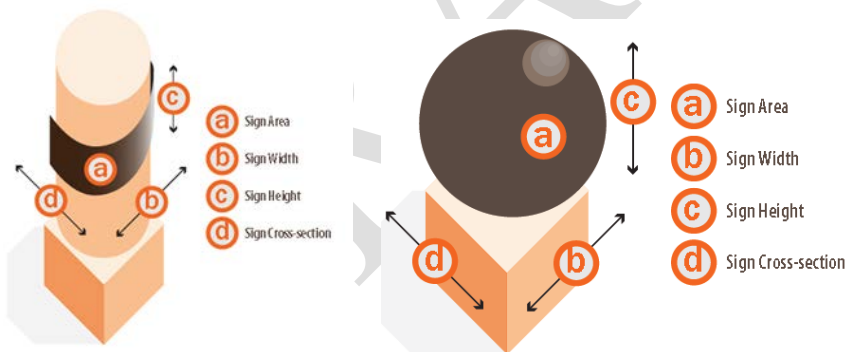 c
a
d
b
a Sign Area
b Sign Width
c Sign Height
d Sign Cross-section
c
a
d
b
a Sign Area
b Sign Width
c Sign Height
d Sign Cross-section